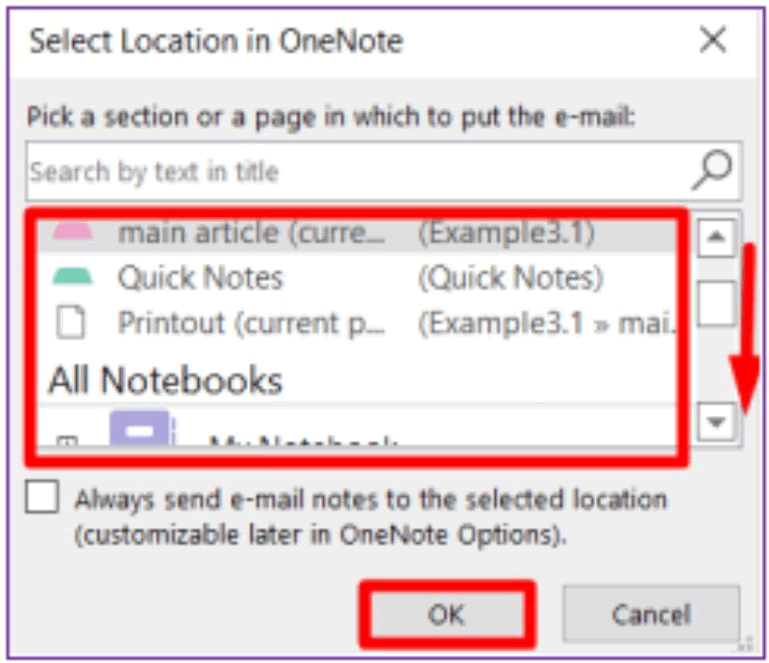 Select Location in OneNote
Pick a section or a page in which to put the e-mail:
Search by text in title
main article (curre... (Example3.1)
Quick Notes (Quick Notes)
Printout (current p... (Example3.1 » mai.
All Notebooks
My Notebook
Always send e-mail notes to the selected location
(customizable later in OneNote Options).
OK Cancel